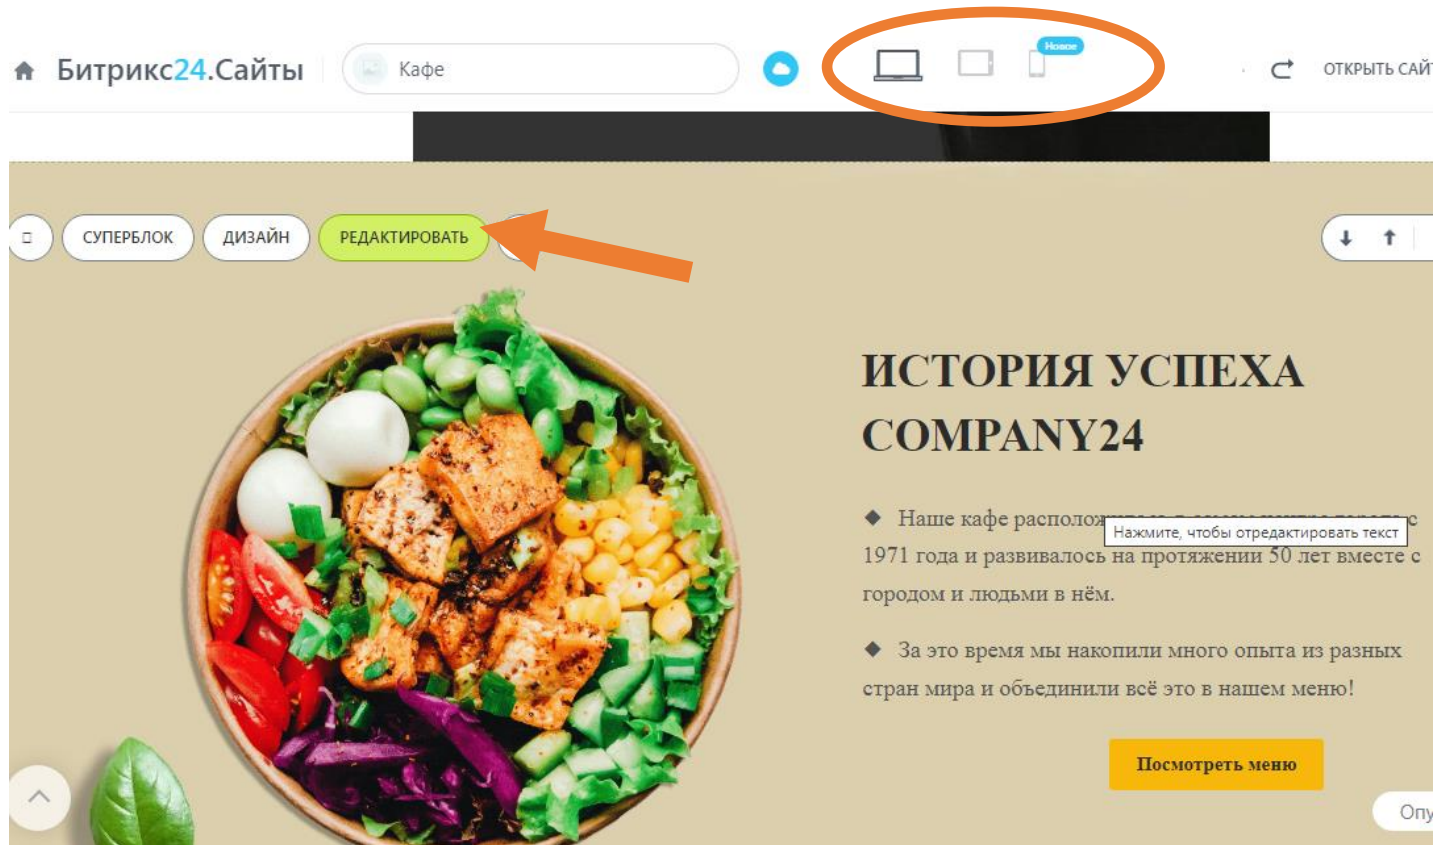 Новое
Битрикс24.Сайты
Кафе
ОТКРЫТЬ САЙТ
СУПЕРБЛОК
ДИЗАЙН
РЕДАКТИРОВАТЬ
ИСТОРИЯ УСПЕХА
COMPANY24
◆ Наше кафе с
Нажмите, чтобы отредактировать текст
1971 года и развивалось на протяжении 50 лет вместе с
городом и людьми в нём.
◆ За это время мы накопили много опыта из разных
стран мира и объединили всё это в нашем меню!
Посмотреть меню
Опу